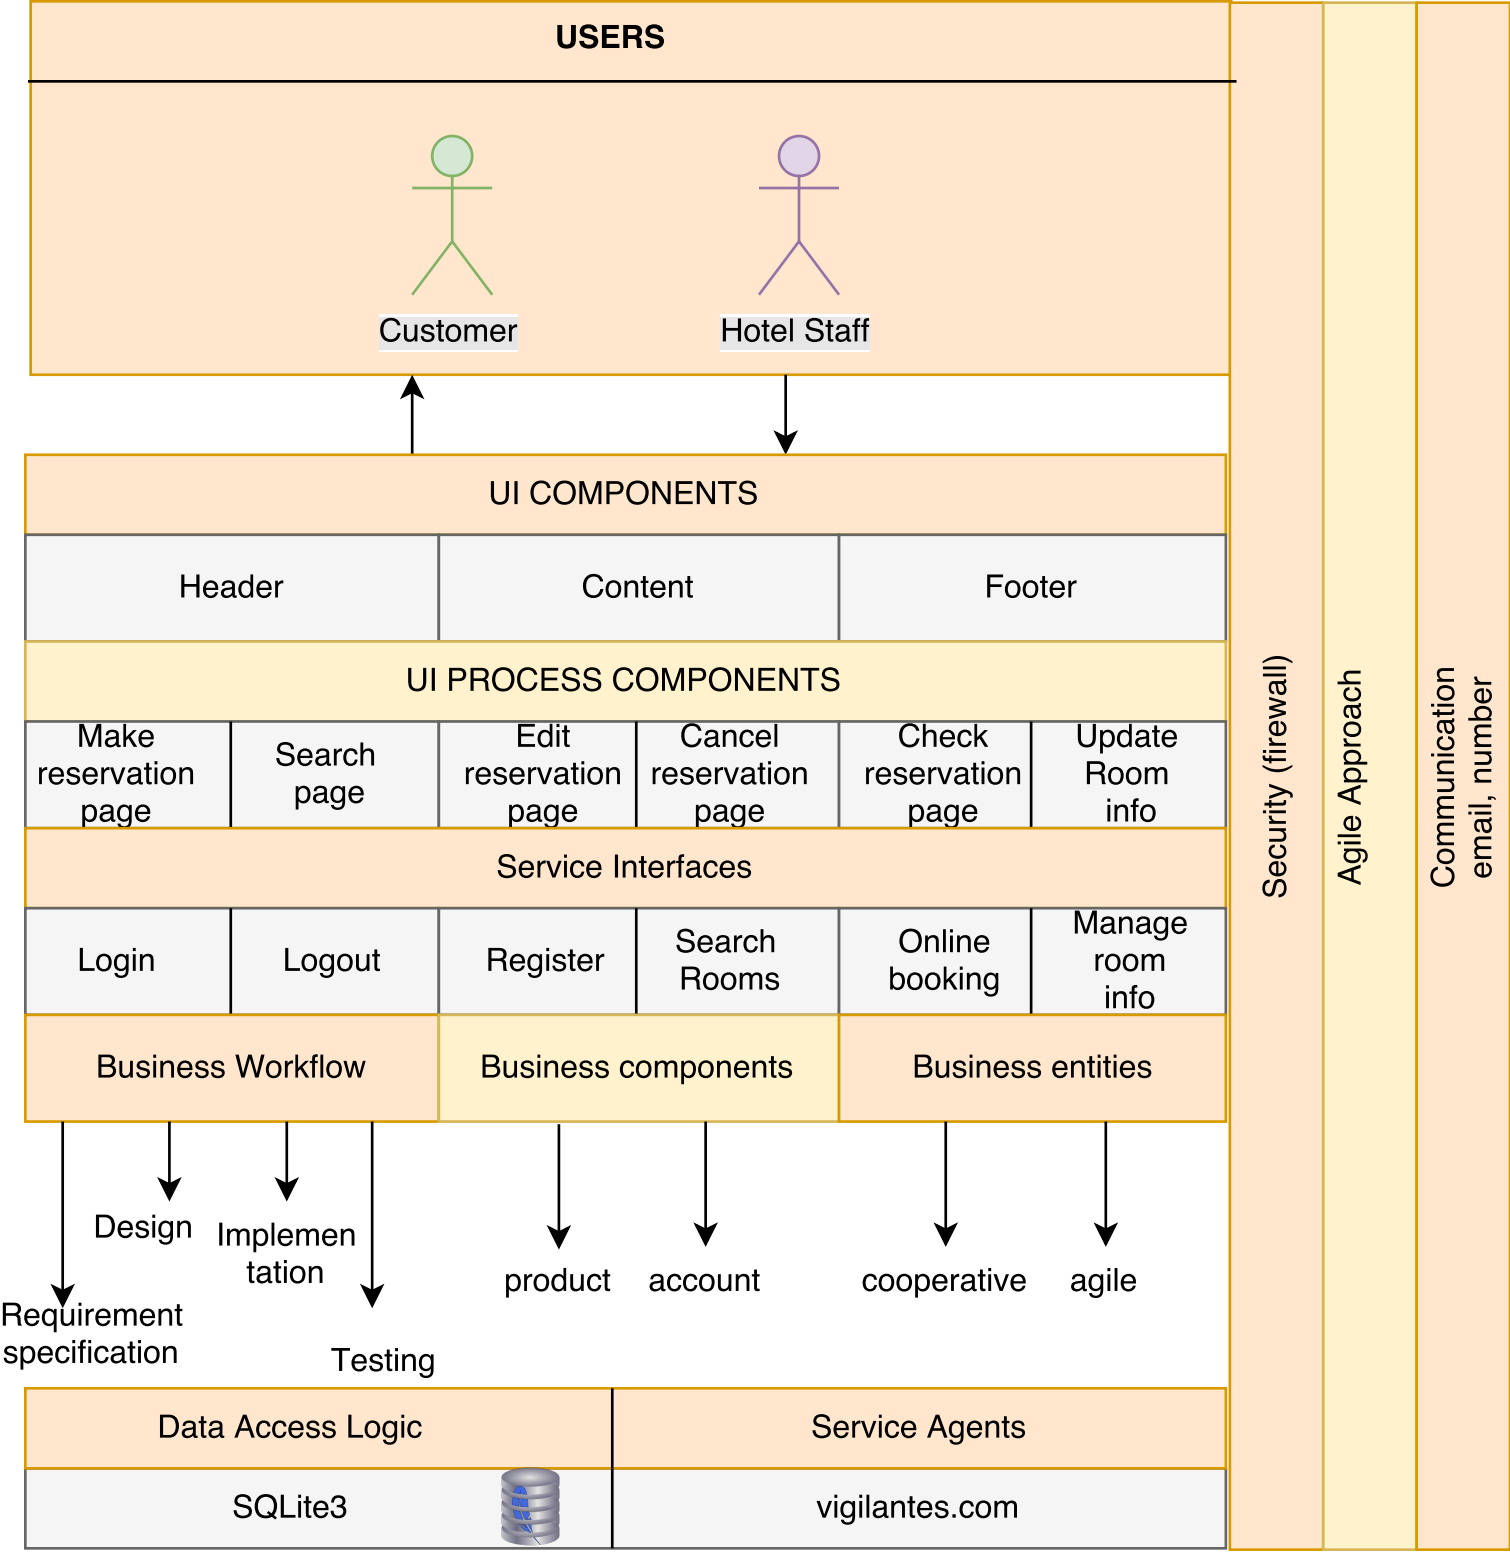 USERS
Customer
Hotel Staff
UI COMPONENTS
Header
Content
Footer
UI PROCESS COMPONENTS
Make
reservation
page
Search
page
Edit
reservation
page
Cancel
reservation
page
Check
reservation
page
Update
Room
info
Service Interfaces
Login
Logout
Register
Search
Rooms
Online
booking
Manage
room
info
Business Workflow
Business components
Business entities
Requirement
specification
Design
Implemen
tation
Testing
product
account
cooperative
agile
Data Access Logic
Service Agents
SQLite3
vigilantes.com
Security (firewall)
Agile Approach
Communication
email, number